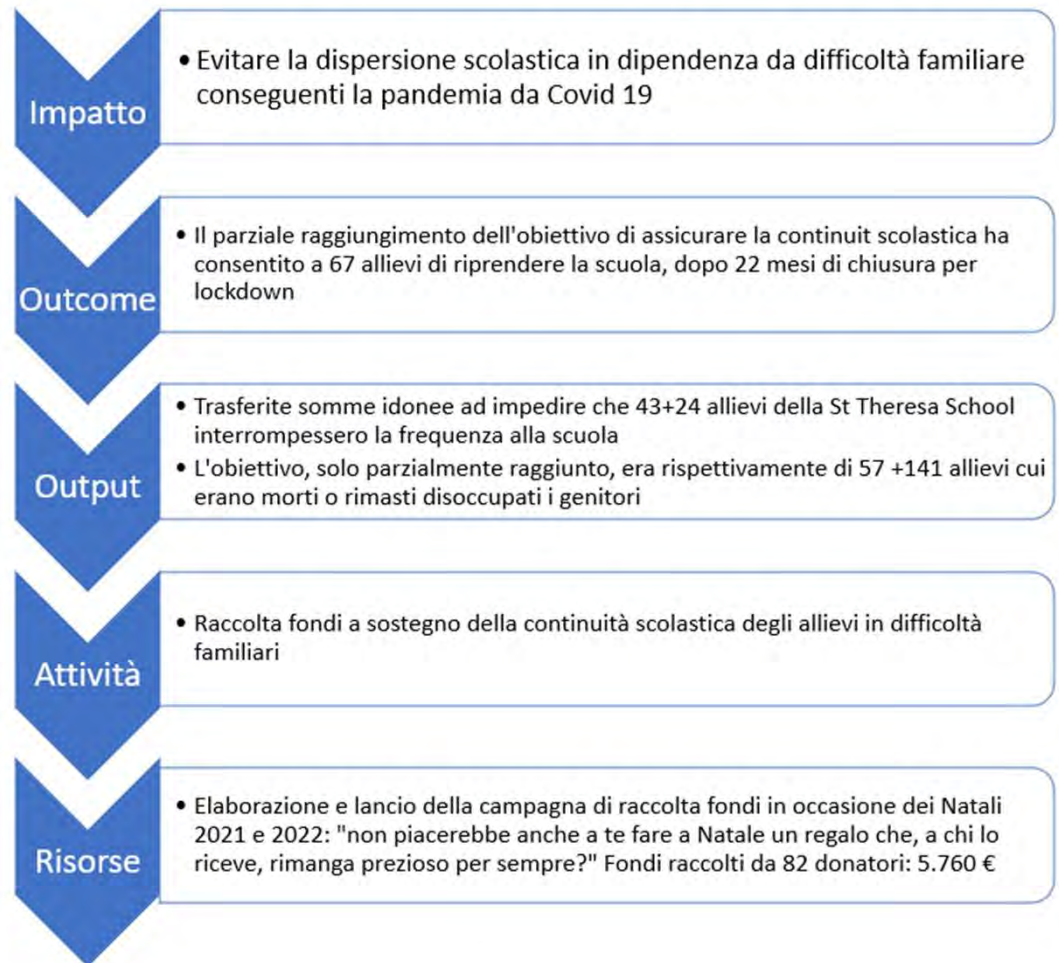 Impatto
• Evitare la dispersione scolastica in dipendenza da difficoltà familiare
conseguenti la pandemia da Covid 19
Outcome
• Il parziale raggiungimento dell'obiettivo di assicurare la continuit scolastica ha
consentito a 67 allievi di riprendere la scuola, dopo 22 mesi di chiusura per
lockdown
Output
• Trasferite somme idonee ad impedire che 43+24 allievi della St Theresa School
interrompessero la frequenza alla scuola
• L'obiettivo, solo parzialmente raggiunto, era rispettivamente di 57 +141 allievi cui
erano morti o rimasti disoccupati i genitori
Attività
• Raccolta fondi a sostegno della continuità scolastica degli allievi in difficoltà
familiari
Risorse
• Elaborazione e lancio della campagna di raccolta fondi in occasione dei Natali
2021 e 2022: "non piacerebbe anche a te fare a Natale un regalo che, a chi lo
riceve, rimanga prezioso per sempre?" Fondi raccolti da 82 donatori: 5.760 €